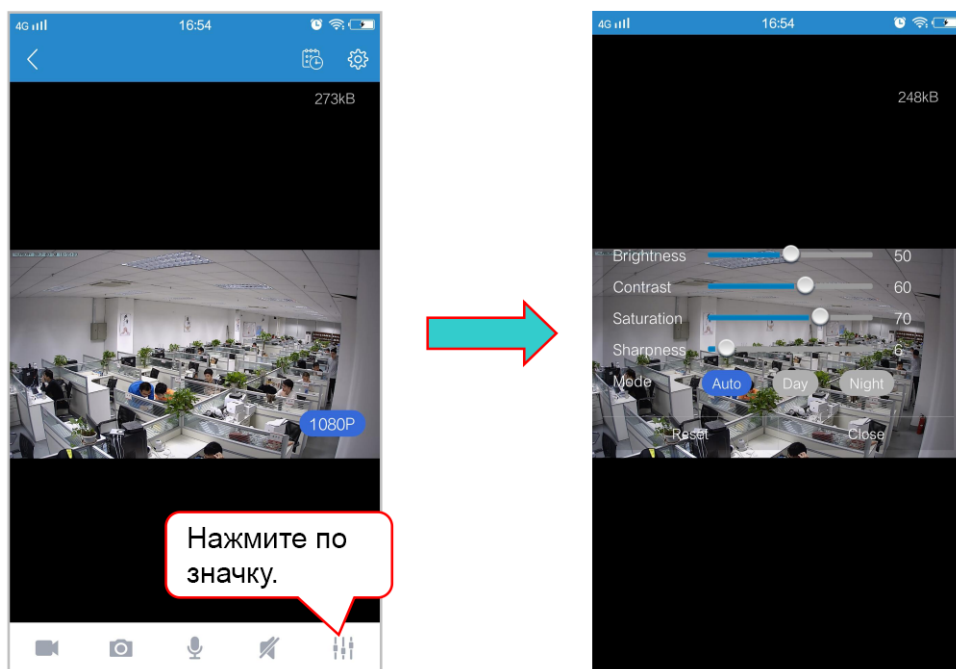 4G 16:54
273kB
1080P
Нажмите по
значку.
4G 16:54
248kB
Brightness 50
Contrast 60
Saturation 70
Sharpness 6
Mode Auto Day Night
Reset Close